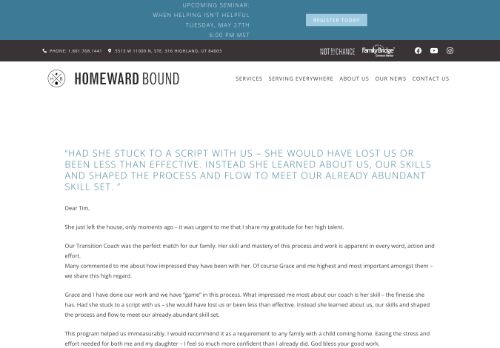 UPCOMING SEMINAR:
WHEN HELPING ISN'T HELPFUL
TUESDAY, MAY 27TH
6:00 PM MST
REGISTER TODAY
PHONE: 1.801.768.1441
5513 W 11000 N, STE. 316 HIGHLAND, UT 84003
NOT BY CHANCE
FamilyBridge
HOMEWARD BOUND
SERVICES
SERVING EVERYWHERE
ABOUT US
OUR NEWS
CONTACT US
"HAD SHE STUCK TO A SCRIPT WITH US – SHE WOULD HAVE LOST US OR
BEEN LESS THAN EFFECTIVE. INSTEAD SHE LEARNED ABOUT US, OUR SKILLS
AND SHAPED THE PROCESS AND FLOW TO MEET OUR ALREADY ABUNDANT
SKILL SET. "
Dear Tim,
She just left the house, only moments ago – it was urgent to me that I share my gratitude for her high talent.
Our Transition Coach was the perfect match for our family. Her skill and mastery of this process and work is apparent in every word, action and
effort.
Many commented to me about how impressed they have been with her. Of course Grace and me highest and most important amongst them –
we share this high regard.
Grace and I have done our work and we have "game" in this process. What impressed me most about our coach is her skill – the finesse she
has. Had she stuck to a script with us – she would have lost us or been less than effective. Instead she learned about us, our skills and shaped
the process and flow to meet our already abundant skill set.
This program helped us immeasurably. I would recommend it as a requirement to any family with a child coming home. Easing the stress and
effort needed for both me and my daughter – I feel so much more confident than I already did. God bless your good work.